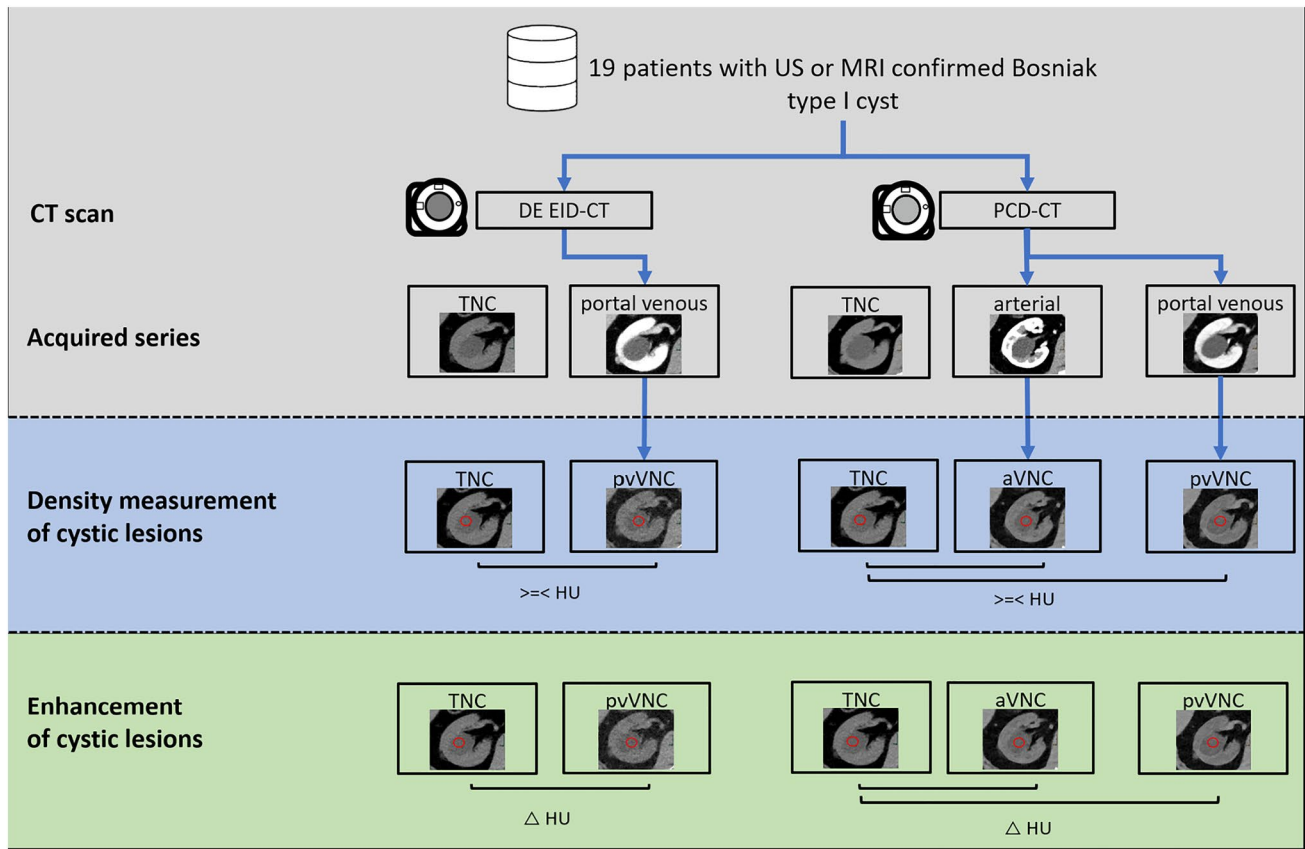 19 patients with US or MRI confirmed Bosniak
type I cyst
CT scan
DE EID-CT
PCD-CT
Acquired series
TNC
portal venous
TNC
arterial
portal venous
Density measurement
of cystic lesions
TNC
pvVNC
TNC
aVNC
pvVNC
>=< HU
>=< HU
Enhancement
of cystic lesions
TNC
pvVNC
TNC
aVNC
pvVNC
△ HU
△ HU